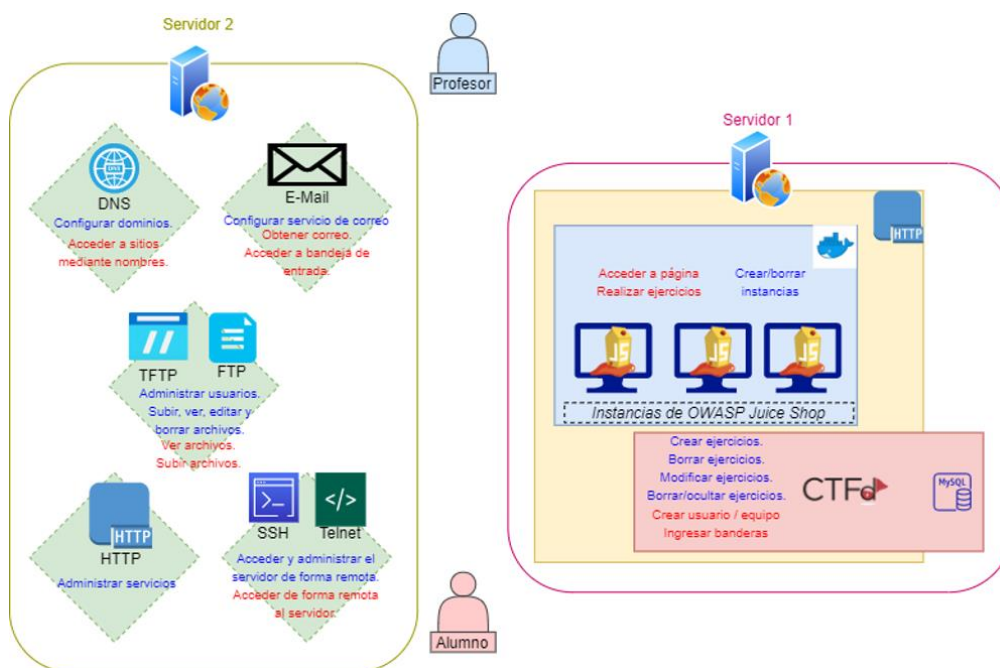 Servidor 2
DNS
DNS
Configurar dominios.
Acceder a sitios
mediante nombres.
E-Mail
Configurar servicio de correo
Obtener correo.
Acceder a bandeja de
entrada.
TFTP
FTP
Administrar usuarios.
Subir, ver, editar y
borrar archivos.
Ver archivos.
Subir archivos.
HTTP
HTTP
Administrar servicios
>_
</>
SSH
Telnet
Acceder y administrar el
servidor de forma remota.
Acceder de forma remota
al servidor.
Profesor
Alumno
Servidor 1
HTTP
Acceder a página
Realizar ejercicios
Crear/borrar
instancias
JS
JS
JS
Instancias de OWASP Juice Shop
Crear ejercicios.
Borrar ejercicios.
Modificar ejercicios.
Borrar/ocultar ejercicios.
Crear usuario / equipo
Ingresar banderas
CTFd
MySQL